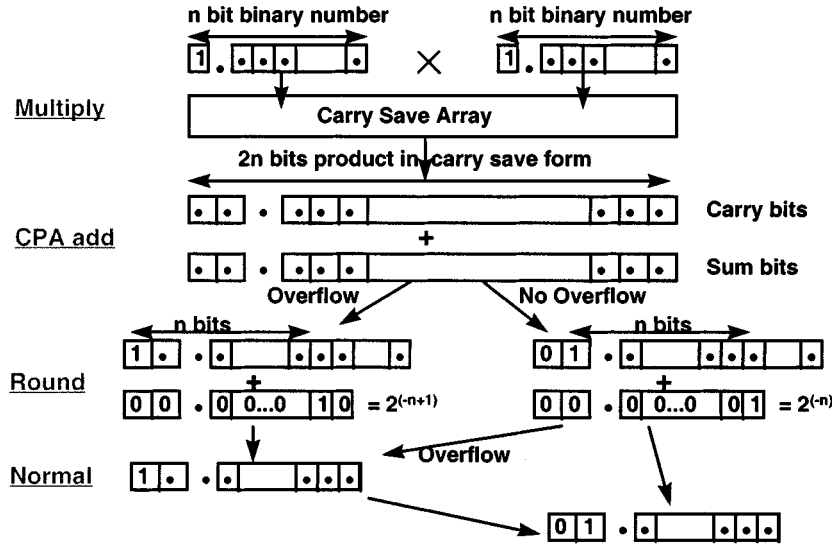 n bit binary number n bit binary number
1 . × 1 .
Multiply
Carry Save Array
2n bits product in carry save form
. Carry bits
CPA add +
. Sum bits
Overflow No Overflow
n bits n bits
1 . 0 1 .
Round + +
0 0 . 0 0...0 1 0 = 2(-n+1) 0 0 . 0 0...0 0 1 = 2(-n)
Overflow
Normal 1 .
0 1 .